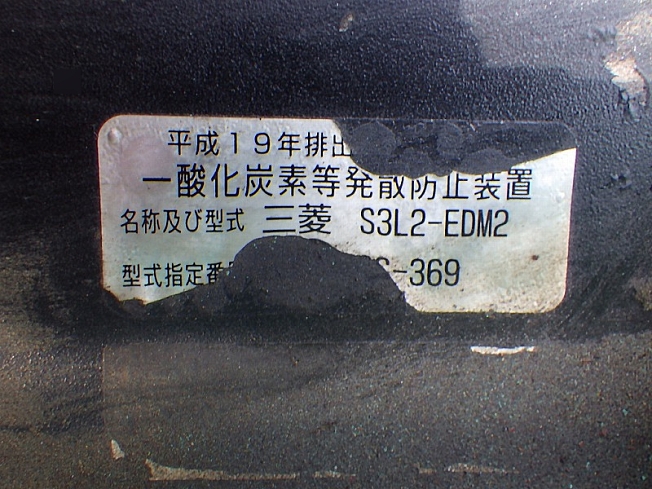 平成19年排出
一酸化炭素等発散防止装置
名称及び型式 三菱 S3L2-EDM2
型式指定番 -369